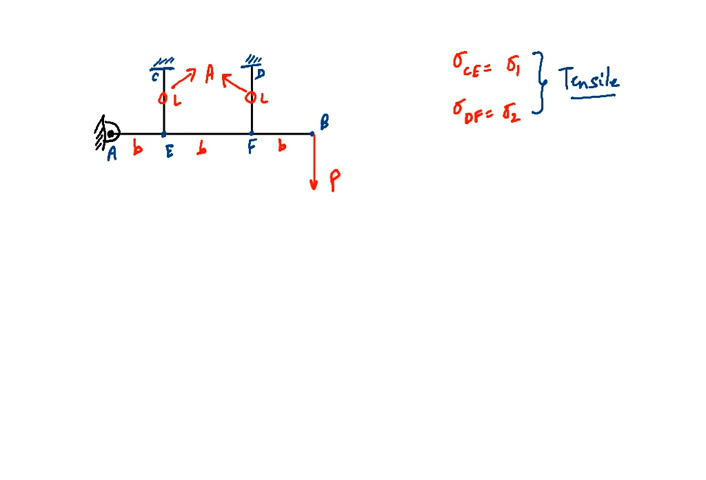 C A D
L L
A b E b F b B
P
σCE = σ1
σDF = σ2
Tensile